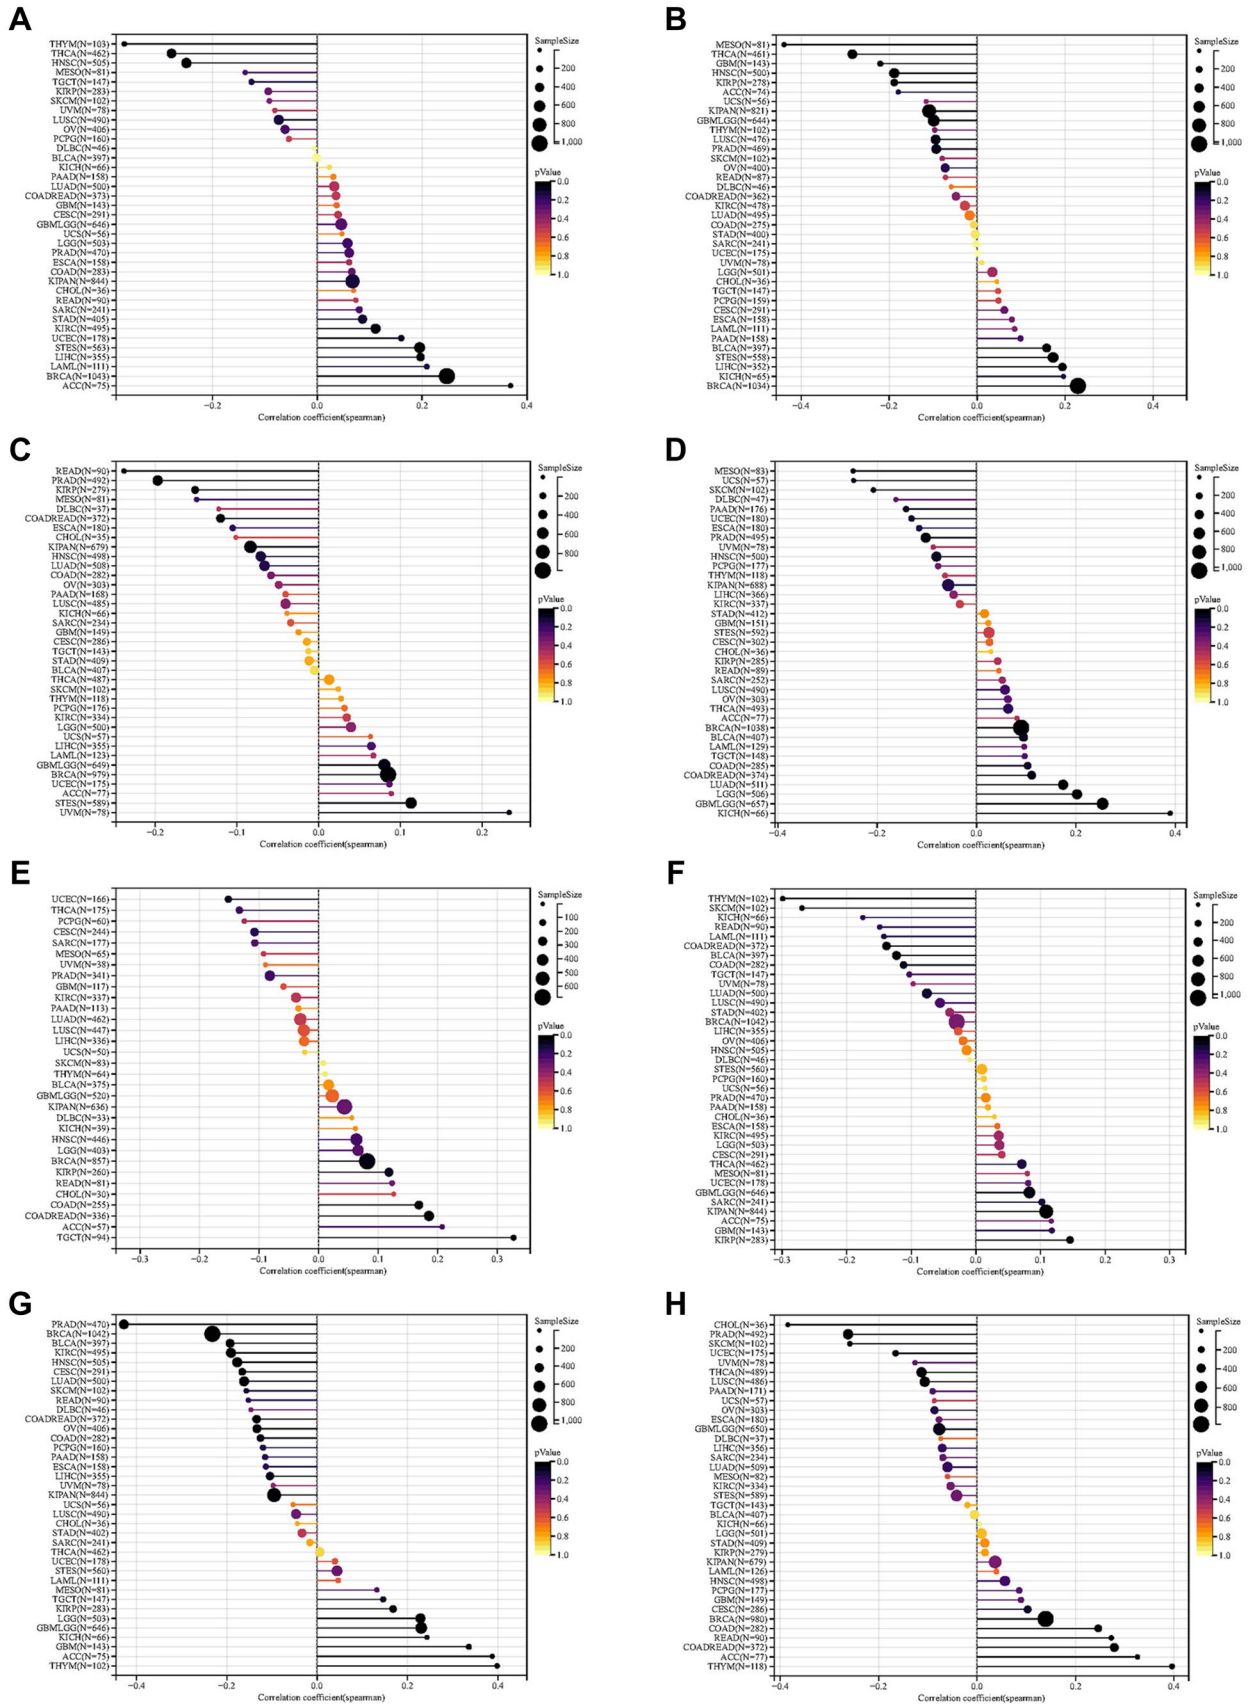 A
THYM(N=103)
THCA(N=462)
HNSC(N=505)
MESO(N=81)
TGCT(N=147)
KIRP(N=283)
SKCM(N=102)
UVM(N=78)
LUSC(N=490)
OV(N=406)
PCPG(N=160)
DLBC(N=46)
BLCA(N=397)
KICH(N=66)
PAAD(N=158)
LUAD(N=500)
COADREAD(N=373)
GBM(N=143)
CESC(N=291)
GBMLGG(N=646)
UCS(N=56)
LGG(N=503)
PRAD(N=470)
ESCA(N=158)
COAD(N=283)
KIPAN(N=844)
CHOL(N=36)
READ(N=90)
SARC(N=241)
STAD(N=405)
KIRC(N=495)
UCEC(N=178)
STES(N=563)
LIHC(N=355)
LAML(N=111)
BRCA(N=1043)
ACC(N=75)
−0.2 0.0 0.2 0.4
Correlation coefficient(spearman)
SampleSize
200
400
600
800
1,000
pValue
0.0
0.2
0.4
0.6
0.8
1.0
B
MESO(N=81)
THCA(N=461)
GBM(N=143)
HNSC(N=500)
KIRP(N=278)
ACC(N=74)
UCS(N=56)
KIPAN(N=821)
GBMLGG(N=644)
THYM(N=102)
LUSC(N=476)
PRAD(N=469)
SKCM(N=102)
OV(N=400)
READ(N=87)
DLBC(N=46)
COADREAD(N=362)
KIRC(N=478)
LUAD(N=495)
COAD(N=275)
STAD(N=400)
SARC(N=241)
UCEC(N=175)
UVM(N=78)
LGG(N=501)
CHOL(N=36)
TGCT(N=147)
PCPG(N=159)
CESC(N=291)
ESCA(N=158)
LAML(N=111)
PAAD(N=158)
BLCA(N=397)
STES(N=558)
LIHC(N=352)
KICH(N=65)
BRCA(N=1034)
−0.4 −0.2 0.0 0.2 0.4
Correlation coefficient(spearman)
SampleSize
200
400
600
800
1,000
pValue
0.0
0.2
0.4
0.6
0.8
1.0
C
READ(N=90)
PRAD(N=492)
KIRP(N=279)
MESO(N=81)
DLBC(N=37)
COADREAD(N=372)
ESCA(N=180)
CHOL(N=35)
KIPAN(N=679)
HNSC(N=498)
LUAD(N=508)
COAD(N=282)
OV(N=303)
PAAD(N=168)
LUSC(N=485)
KICH(N=66)
SARC(N=234)
GBM(N=149)
CESC(N=286)
TGCT(N=143)
STAD(N=409)
BLCA(N=407)
THCA(N=487)
SKCM(N=102)
THYM(N=118)
PCPG(N=176)
KIRC(N=334)
LGG(N=500)
UCS(N=57)
LIHC(N=355)
LAML(N=123)
GBMLGG(N=649)
BRCA(N=979)
UCEC(N=175)
ACC(N=77)
STES(N=589)
UVM(N=78)
−0.2 −0.1 0.0 0.1 0.2
Correlation coefficient(spearman)
SampleSize
200
400
600
800
pValue
0.0
0.2
0.4
0.6
0.8
1.0
D
MESO(N=83)
UCS(N=57)
SKCM(N=102)
DLBC(N=47)
PAAD(N=176)
UCEC(N=180)
ESCA(N=180)
PRAD(N=495)
UVM(N=78)
HNSC(N=500)
PCPG(N=177)
THYM(N=118)
KIPAN(N=688)
LIHC(N=366)
KIRC(N=337)
STAD(N=412)
GBM(N=151)
STES(N=592)
CESC(N=302)
CHOL(N=36)
KIRP(N=285)
READ(N=89)
SARC(N=252)
LUSC(N=490)
OV(N=303)
THCA(N=493)
ACC(N=77)
BRCA(N=1038)
BLCA(N=407)
LAML(N=129)
TGCT(N=148)
COAD(N=285)
COADREAD(N=374)
LUAD(N=511)
LGG(N=506)
GBMLGG(N=657)
KICH(N=66)
−0.4 −0.2 0.0 0.2 0.4
Correlation coefficient(spearman)
SampleSize
200
400
600
800
1,000
pValue
0.0
0.2
0.4
0.6
0.8
1.0
E
UCEC(N=166)
THCA(N=175)
PCPG(N=60)
CESC(N=244)
SARC(N=177)
MESO(N=65)
UVM(N=38)
PRAD(N=341)
GBM(N=117)
KIRC(N=337)
PAAD(N=113)
LUAD(N=462)
LUSC(N=447)
LIHC(N=336)
UCS(N=50)
SKCM(N=83)
THYM(N=64)
BLCA(N=375)
GBMLGG(N=520)
KIPAN(N=636)
DLBC(N=33)
KICH(N=39)
HNSC(N=446)
LGG(N=403)
BRCA(N=857)
KIRP(N=260)
READ(N=81)
CHOL(N=30)
COAD(N=255)
COADREAD(N=336)
ACC(N=57)
TGCT(N=94)
−0.3 −0.2 −0.1 0.0 0.1 0.2 0.3
Correlation coefficient(spearman)
SampleSize
100
200
300
400
500
600
pValue
0.0
0.2
0.4
0.6
0.8
1.0
F
THYM(N=102)
SKCM(N=102)
KICH(N=66)
READ(N=90)
LAML(N=111)
COADREAD(N=372)
BLCA(N=397)
COAD(N=282)
TGCT(N=147)
UVM(N=78)
LUAD(N=500)
LUSC(N=490)
STAD(N=402)
BRCA(N=1042)
LIHC(N=355)
OV(N=406)
HNSC(N=505)
DLBC(N=46)
STES(N=560)
PCPG(N=160)
UCS(N=56)
PRAD(N=470)
PAAD(N=158)
CHOL(N=36)
ESCA(N=158)
KIRC(N=495)
LGG(N=503)
CESC(N=291)
THCA(N=462)
MESO(N=81)
UCEC(N=178)
GBMLGG(N=646)
SARC(N=241)
KIPAN(N=844)
ACC(N=75)
GBM(N=143)
KIRP(N=283)
−0.3 −0.2 −0.1 0.0 0.1 0.2 0.3
Correlation coefficient(spearman)
SampleSize
200
400
600
800
1,000
pValue
0.0
0.2
0.4
0.6
0.8
1.0
G
PRAD(N=470)
BRCA(N=1042)
BLCA(N=397)
KIRC(N=495)
HNSC(N=505)
CESC(N=291)
LUAD(N=500)
SKCM(N=102)
READ(N=90)
DLBC(N=46)
COADREAD(N=372)
OV(N=406)
COAD(N=282)
PCPG(N=160)
PAAD(N=158)
ESCA(N=158)
LIHC(N=355)
UVM(N=78)
KIPAN(N=844)
UCS(N=56)
LUSC(N=490)
CHOL(N=36)
STAD(N=402)
SARC(N=241)
THCA(N=462)
UCEC(N=178)
STES(N=560)
LAML(N=111)
MESO(N=81)
TGCT(N=147)
KIRP(N=283)
LGG(N=503)
GBMLGG(N=646)
KICH(N=66)
GBM(N=143)
ACC(N=75)
THYM(N=102)
−0.4 −0.2 0.0 0.2 0.4
Correlation coefficient(spearman)
SampleSize
200
400
600
800
1,000
pValue
0.0
0.2
0.4
0.6
0.8
1.0
H
CHOL(N=36)
PRAD(N=492)
SKCM(N=102)
UCEC(N=175)
UVM(N=78)
THCA(N=489)
LUSC(N=486)
PAAD(N=171)
UCS(N=57)
OV(N=303)
ESCA(N=180)
GBMLGG(N=650)
DLBC(N=37)
LIHC(N=356)
SARC(N=234)
LUAD(N=509)
MESO(N=82)
KIRC(N=334)
STES(N=589)
TGCT(N=143)
BLCA(N=407)
KICH(N=66)
LGG(N=501)
STAD(N=409)
KIRP(N=279)
KIPAN(N=679)
LAML(N=126)
HNSC(N=498)
PCPG(N=177)
GBM(N=149)
CESC(N=286)
BRCA(N=980)
COAD(N=282)
READ(N=90)
COADREAD(N=372)
ACC(N=77)
THYM(N=118)
−0.4 −0.2 0.0 0.2 0.4
Correlation coefficient(spearman)
SampleSize
200
400
600
800
pValue
0.0
0.2
0.4
0.6
0.8
1.0